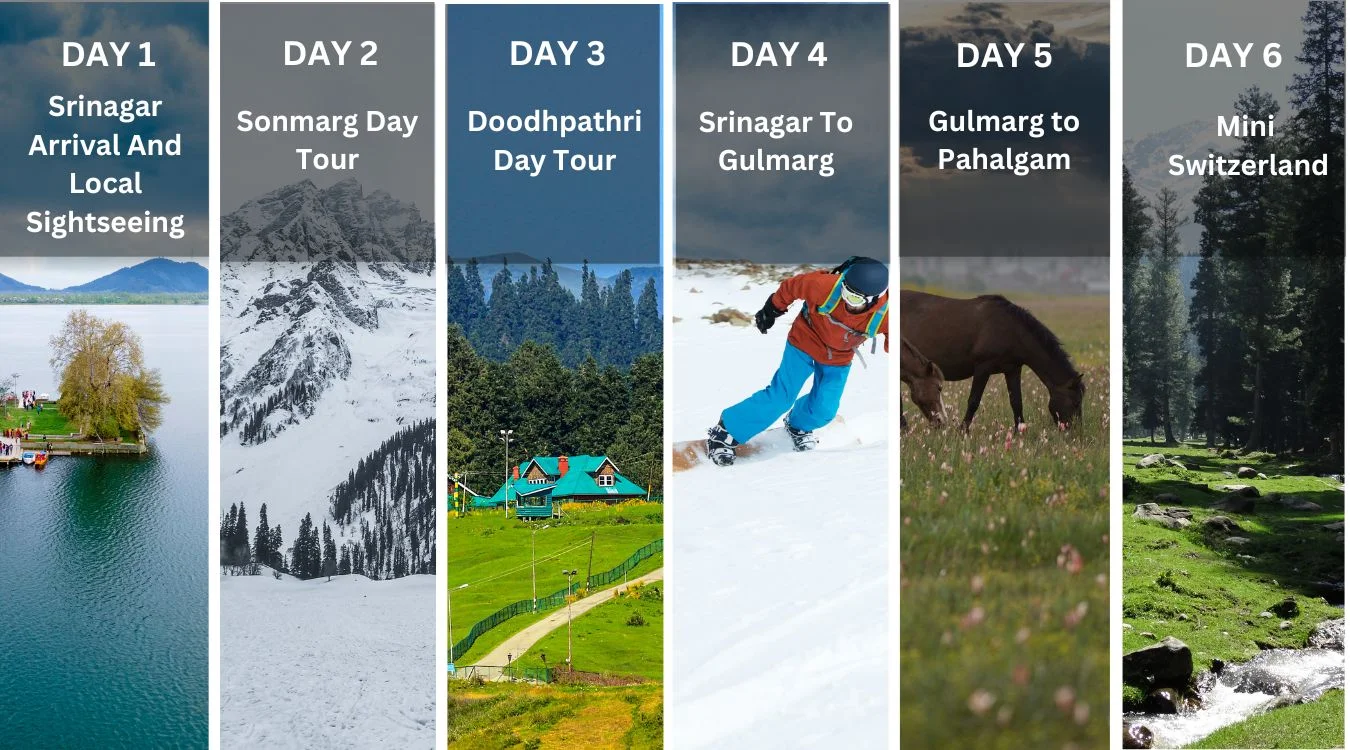 DAY 1
Srinagar
Arrival And
Local
Sightseeing
DAY 2
Sonmarg Day
Tour
DAY 3
Doodhpathri
Day Tour
DAY 4
Srinagar To
Gulmarg
DAY 5
Gulmarg to
Pahalgam
DAY 6
Mini
Switzerland